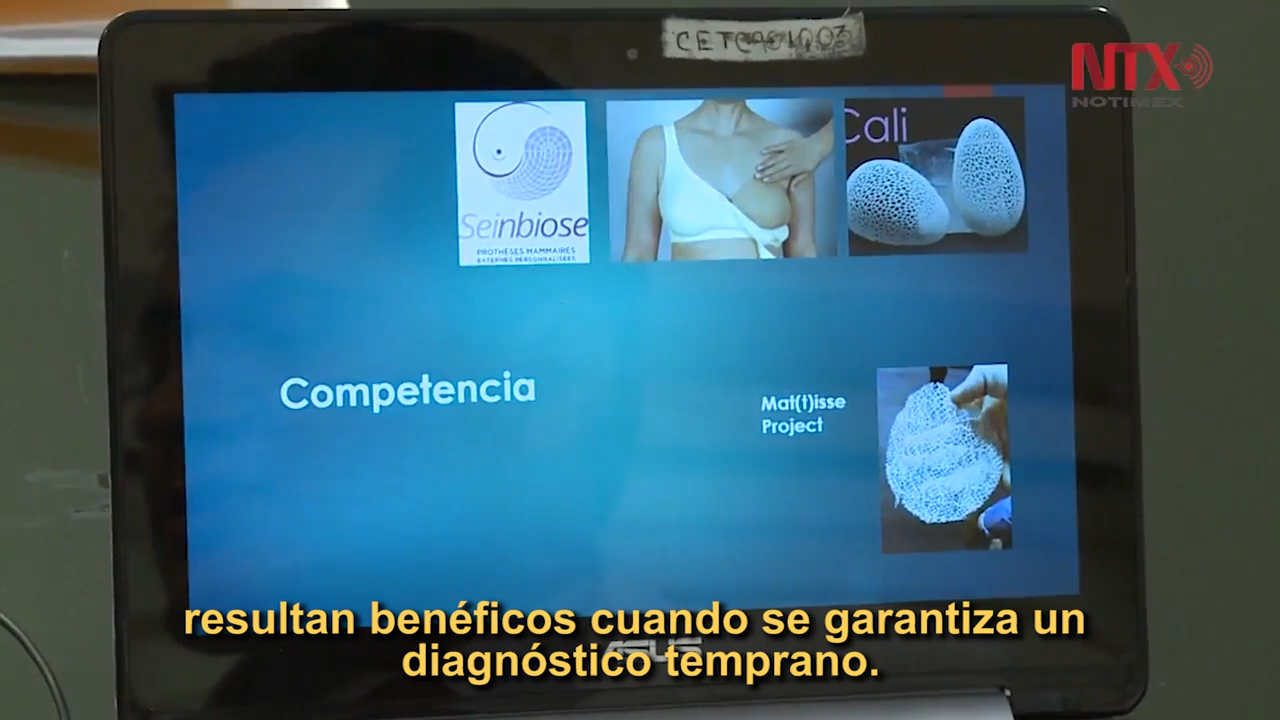 NTX
NOTIMEX
Cali
Seinbiose
PROTHÈSES MAMMAIRES
EXTERNES PERSONNALISÉES
Competencia
Mat(t)isse
Project
ASUS
resultan benéficos cuando se garantiza un
diagnóstico temprano.